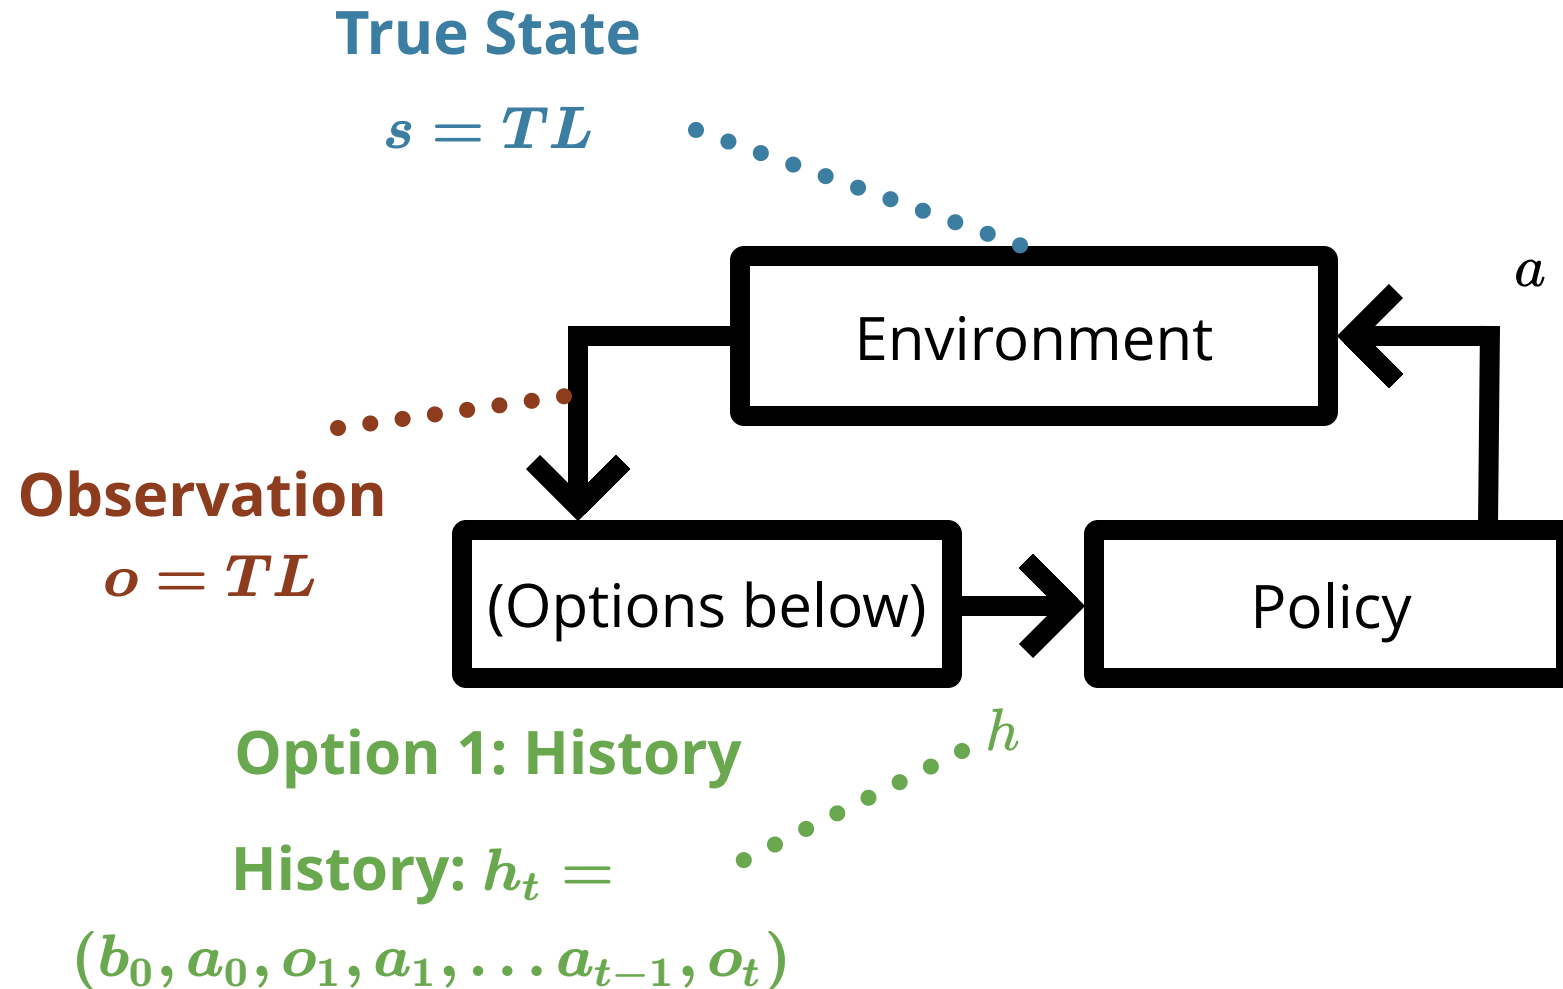 True State
s = TL
a
Environment
Observation
o = TL
(Options below)
Policy
h
Option 1: History
History: h_t =
(b_0, a_0, o_1, a_1, ... a_{t-1}, o_t)